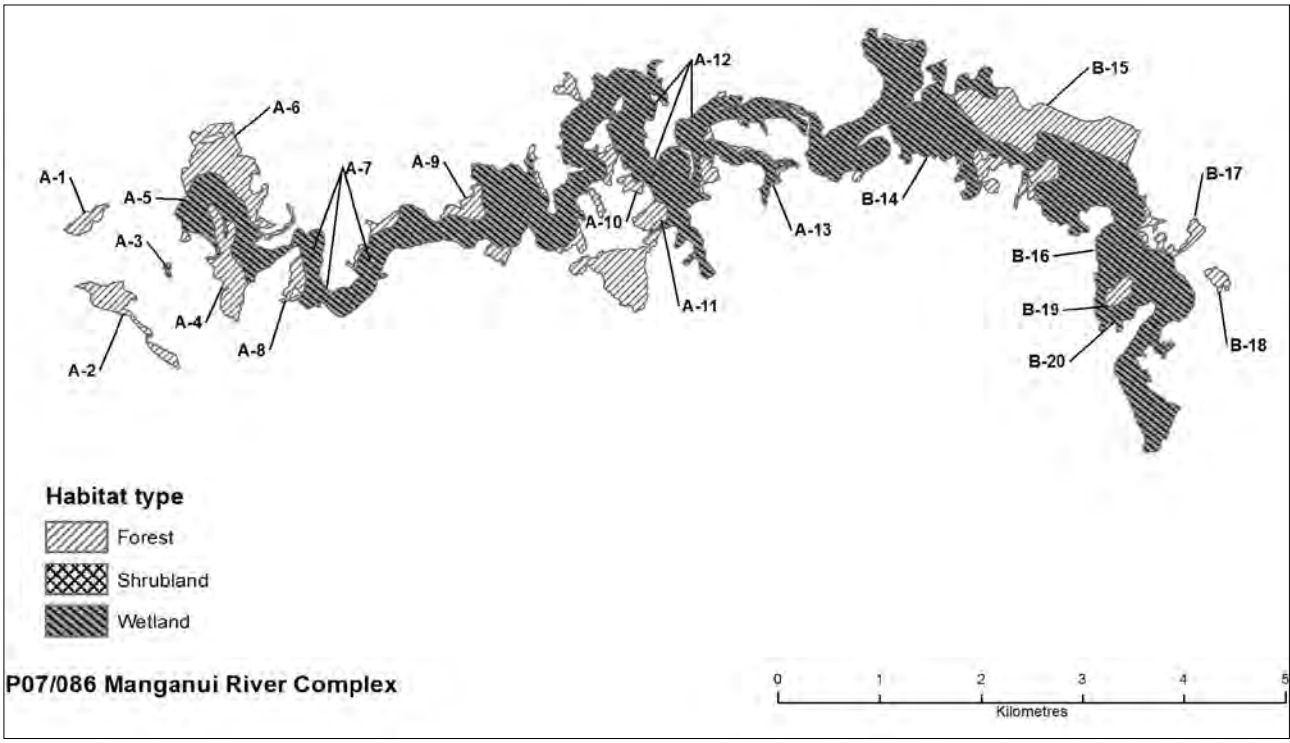 A-12
B-15
A-6
A-9
A-7
A-1
A-5
B-17
B-14
A-10
A-13
A-3
B-16
A-11
B-19
A-4
A-8
B-18
A-2
B-20
Habitat type
Forest
Shrubland
Wetland
P07/086 Manganui River Complex
0 1 2 3 4 5
Kilometres